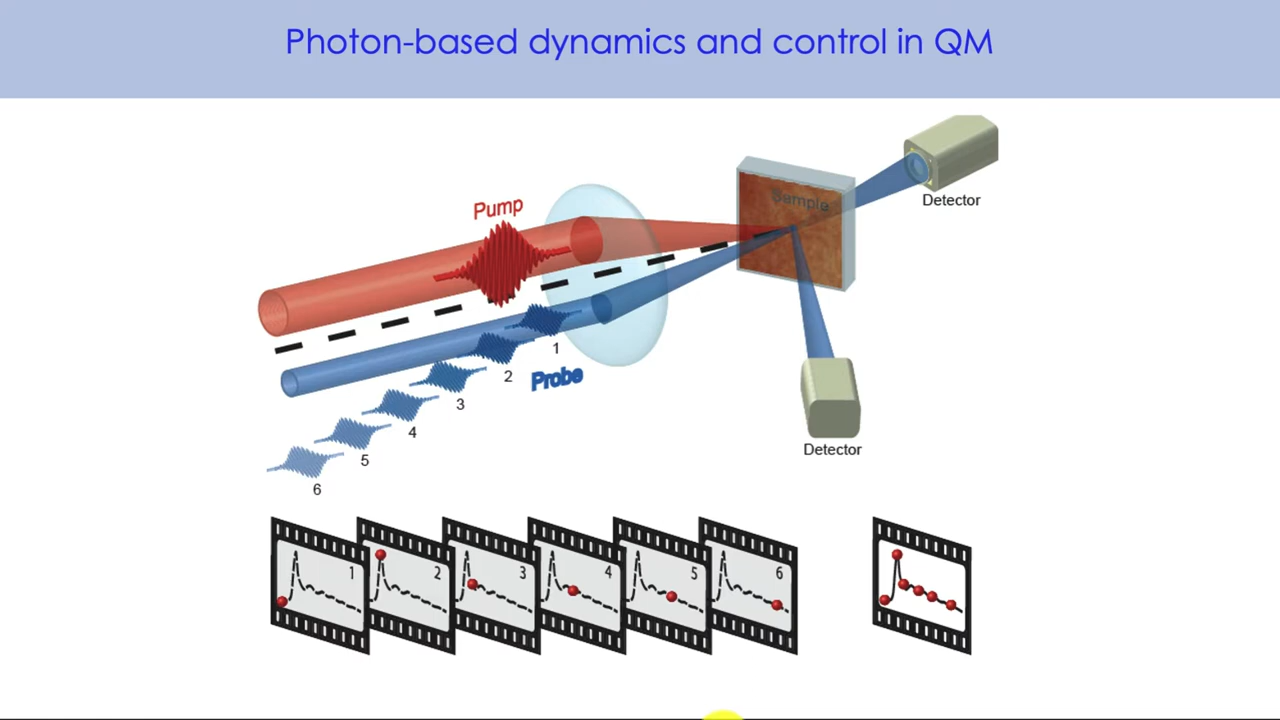 Photon-based dynamics and control in QM
Pump
Sample
Detector
1
2
Probe
3
4
5
6
Detector
1
2
3
4
5
6